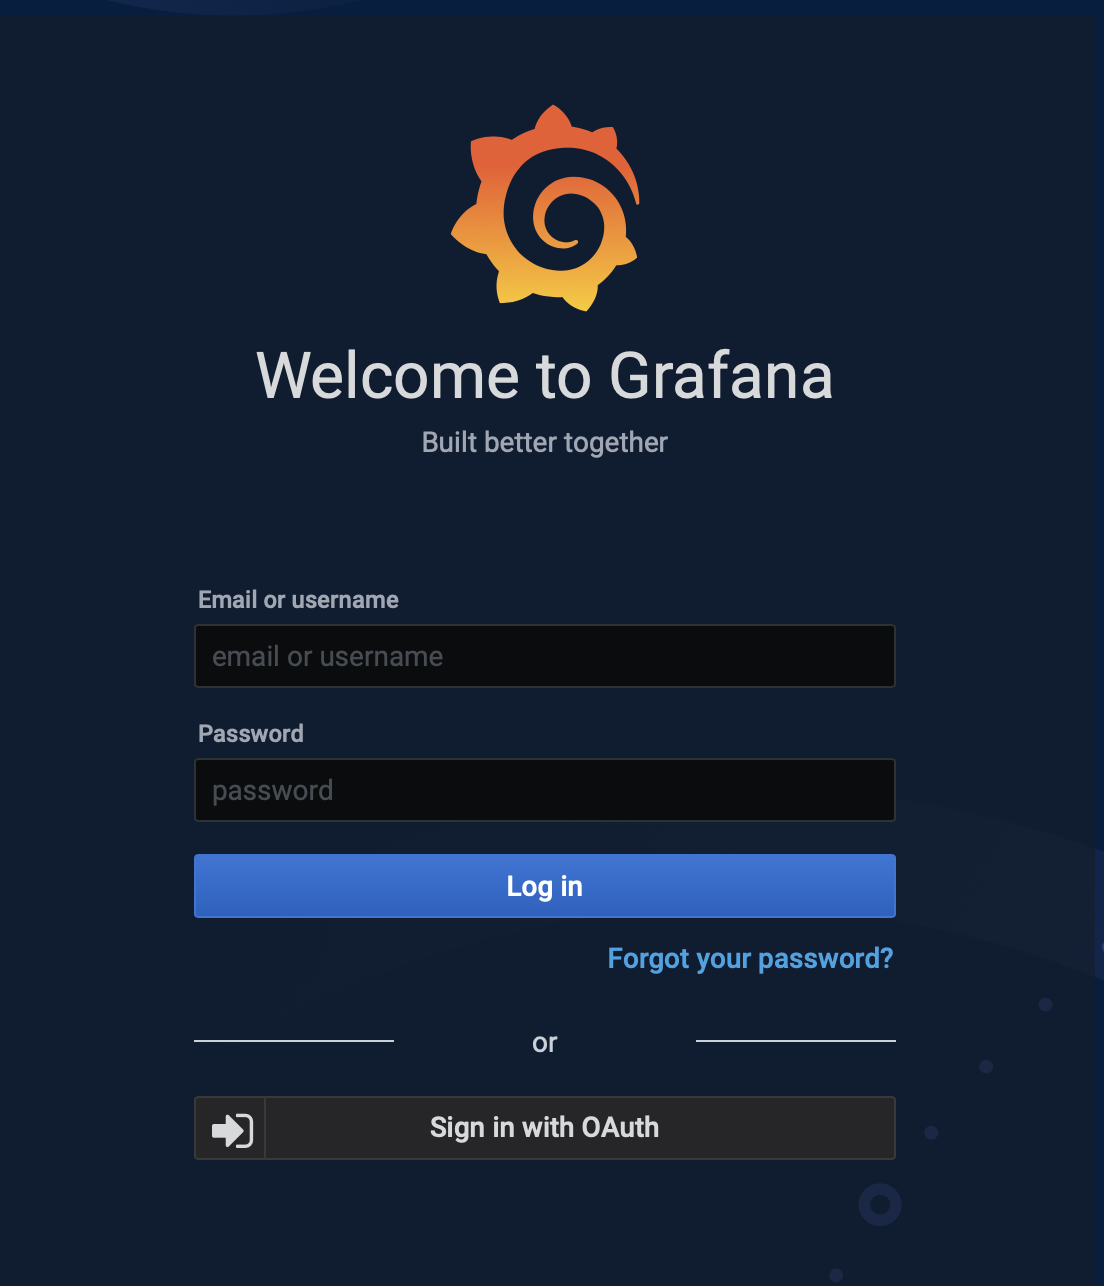 Welcome to Grafana
Built better together
Email or username
email or username
Password
password
Log in
Forgot your password?
or
Sign in with OAuth